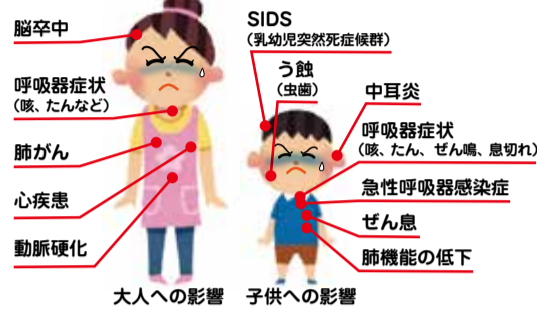 脳卒中
呼吸器症状
（咳、たんなど）
肺がん
心疾患
動脈硬化
大人への影響
SIDS
（乳幼児突然死症候群）
う蝕
（虫歯）
中耳炎
呼吸器症状
（咳、たん、ぜん鳴、息切れ）
急性呼吸器感染症
ぜん息
肺機能の低下
子供への影響